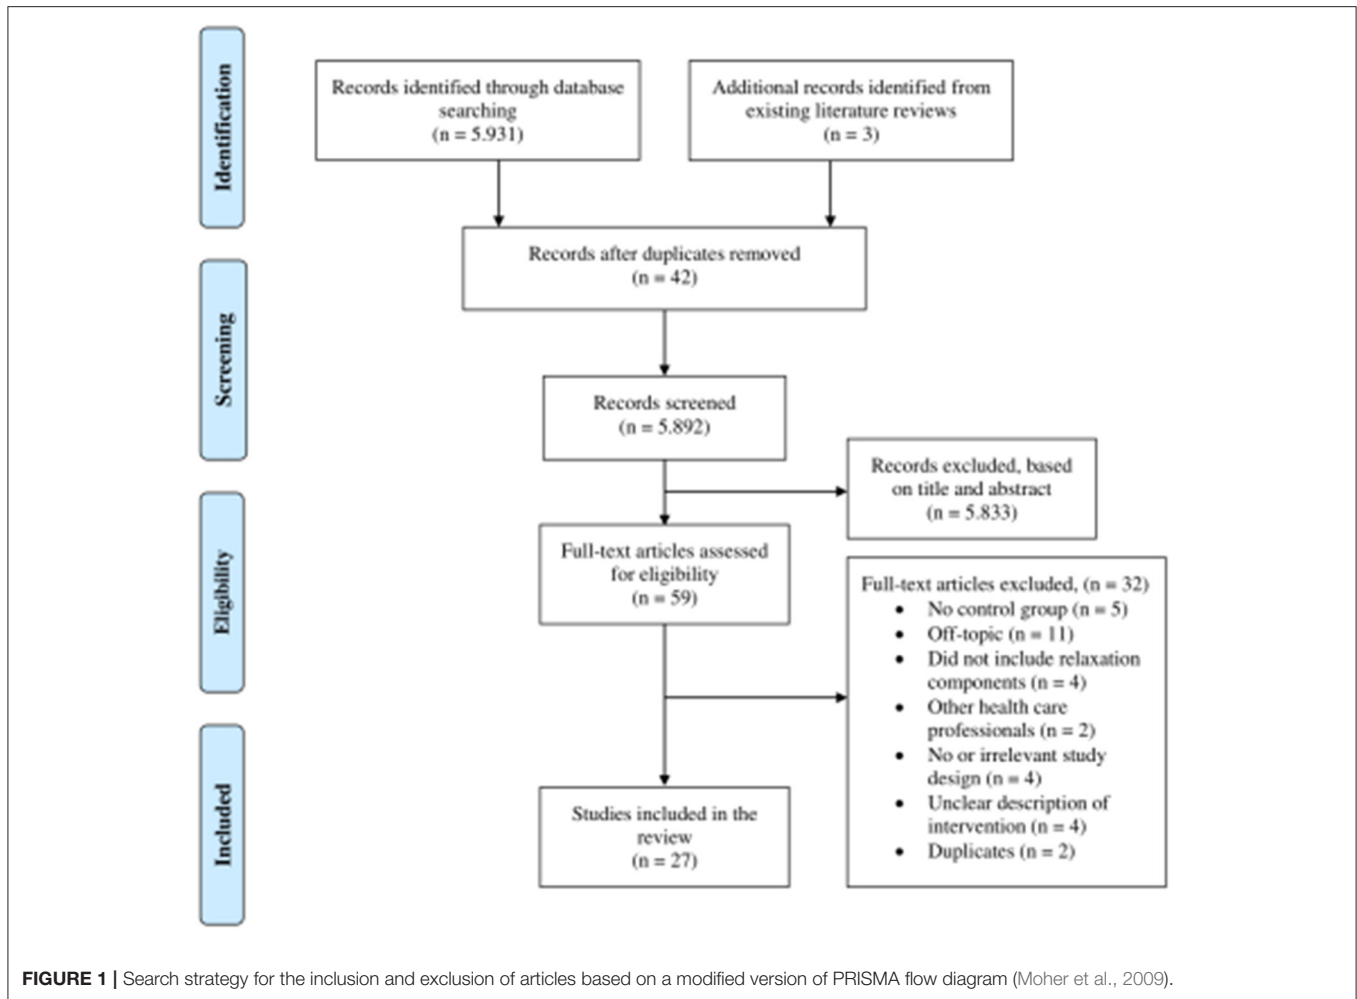 Identification
Records identified through database
searching
(n = 5.931)
Additional records identified from
existing literature reviews
(n = 3)
Records after duplicates removed
(n = 42)
Screening
Records screened
(n = 5.892)
Records excluded, based
on title and abstract
(n = 5.833)
Eligibility
Full-text articles assessed
for eligibility
(n = 59)
Full-text articles excluded, (n = 32)
• No control group (n = 5)
• Off-topic (n = 11)
• Did not include relaxation
components (n = 4)
• Other health care
professionals (n = 2)
• No or irrelevant study
design (n = 4)
• Unclear description of
intervention (n = 4)
• Duplicates (n = 2)
Included
Studies included in the
review
(n = 27)
FIGURE 1 | Search strategy for the inclusion and exclusion of articles based on a modified version of PRISMA flow diagram (Moher et al., 2009).